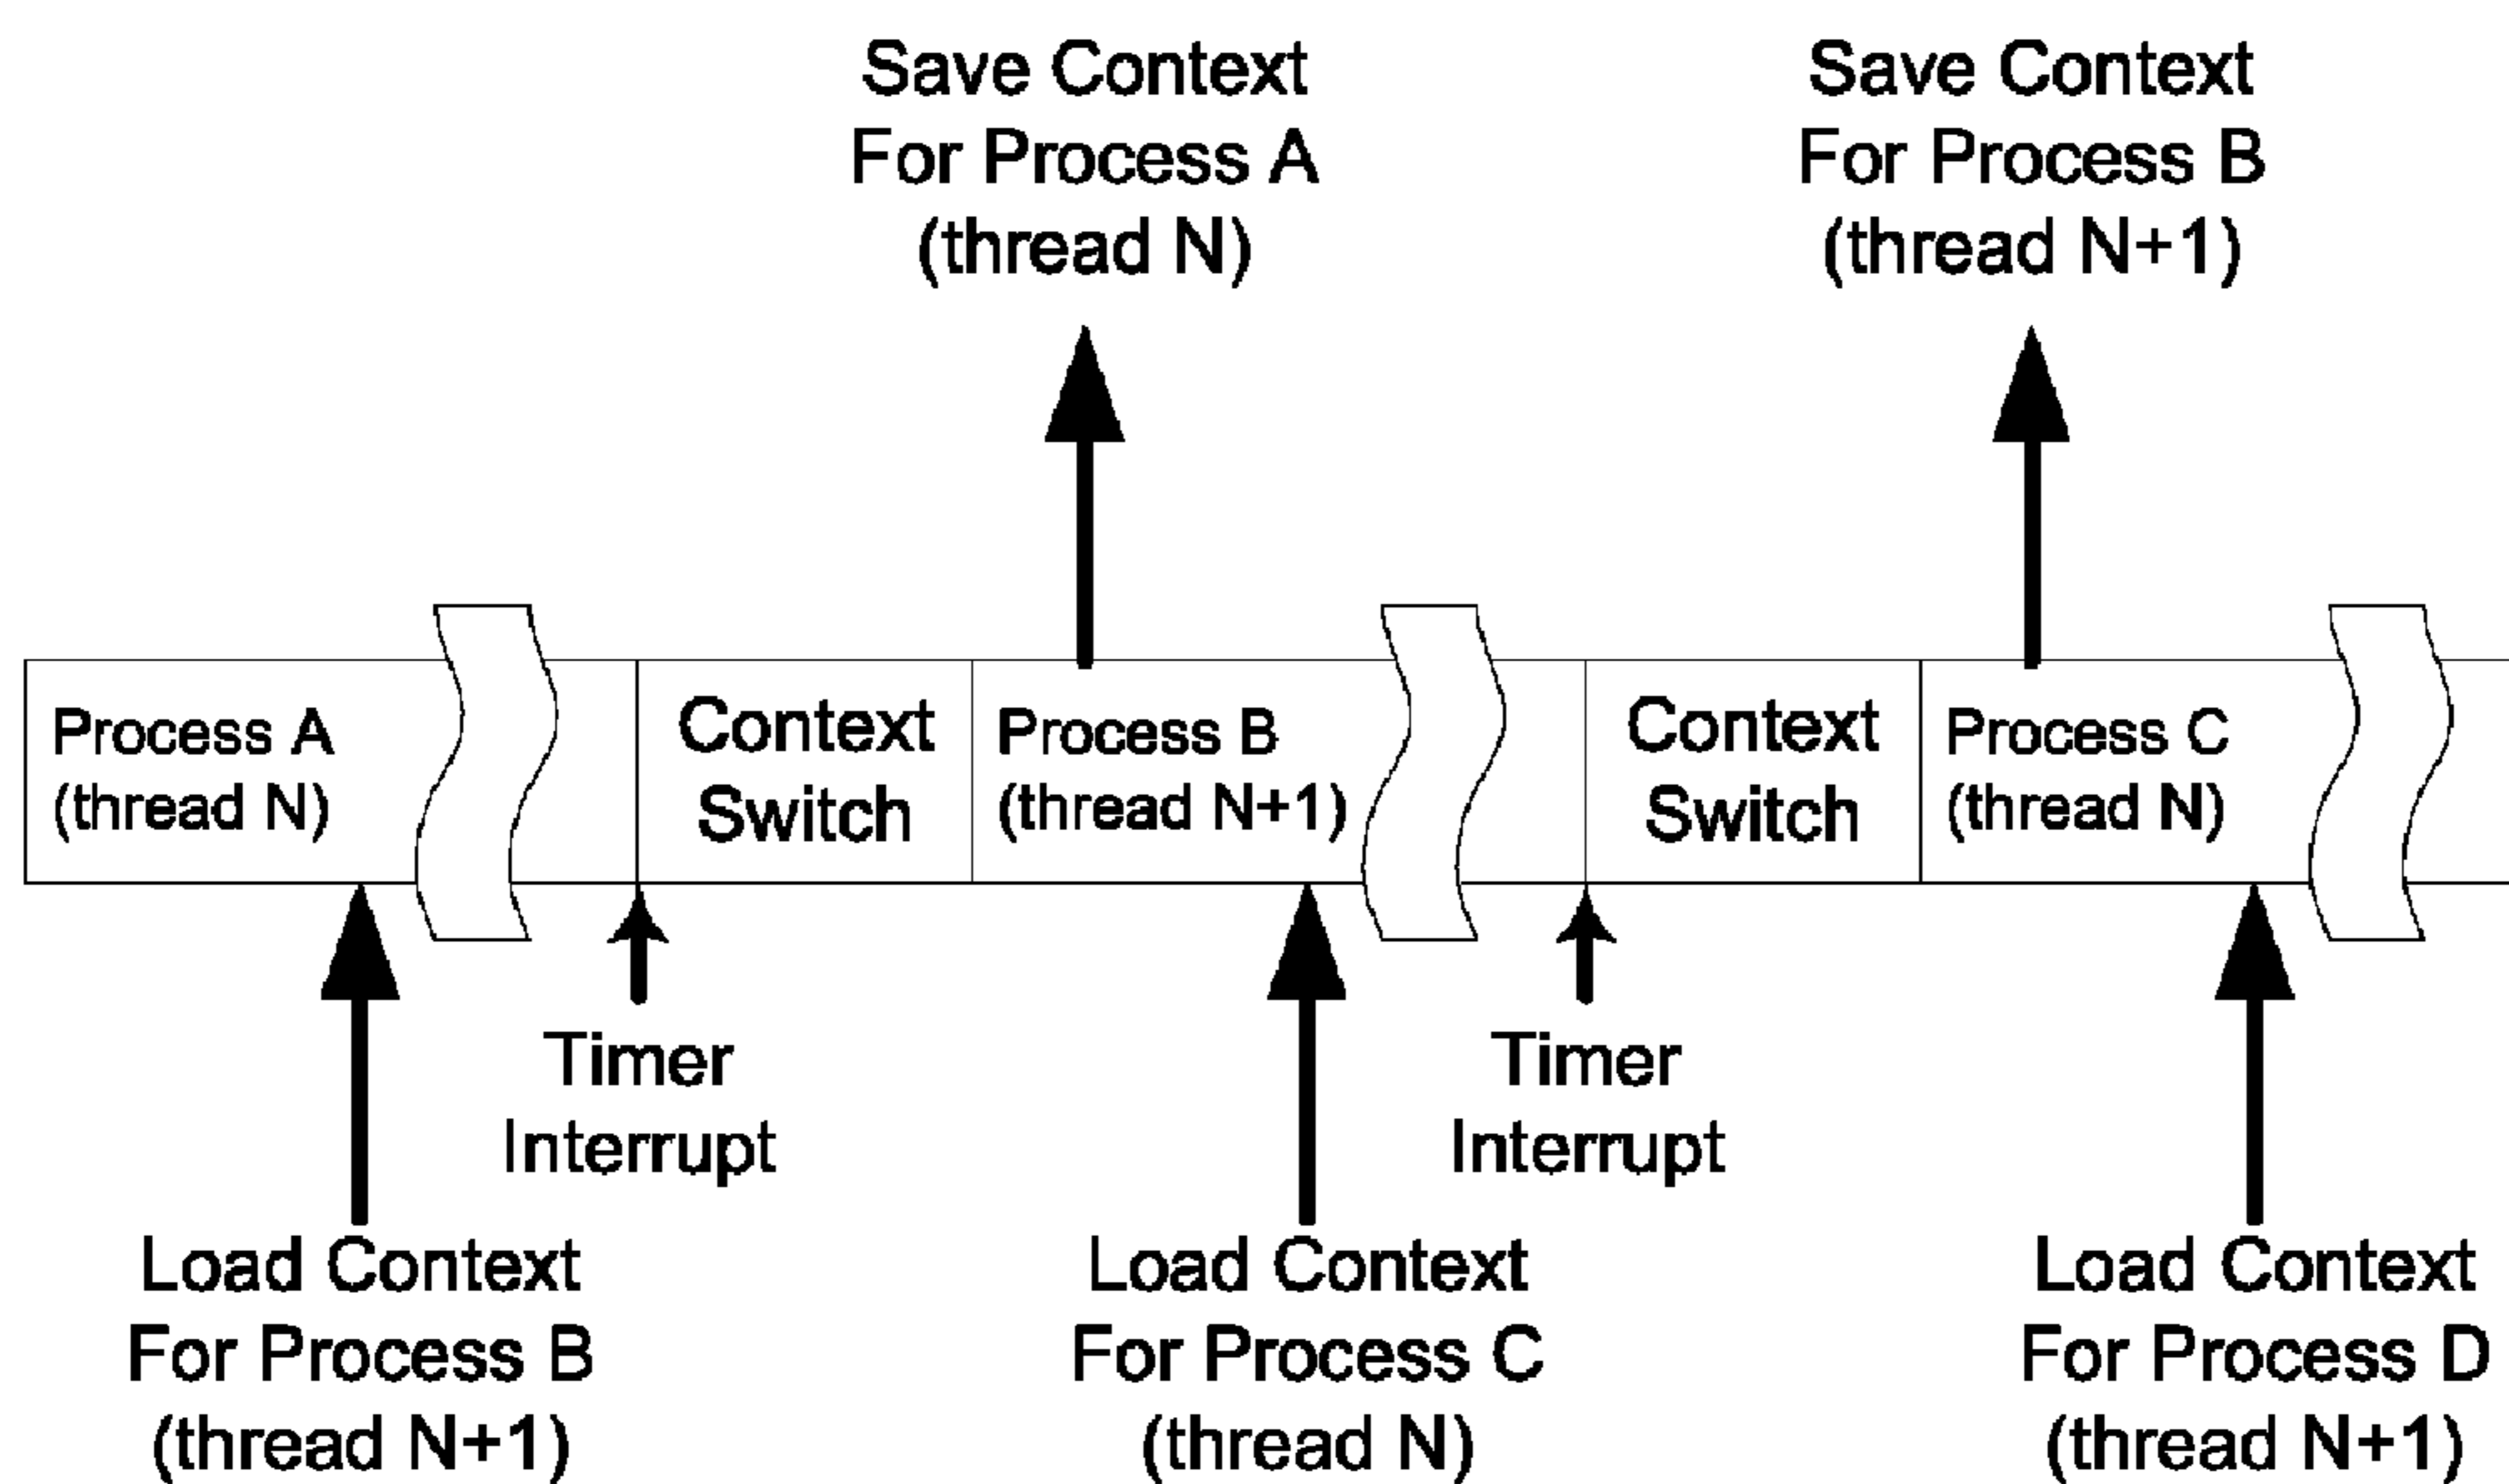 Save Context
For Process A
(thread N)
Save Context
For Process B
(thread N+1)
Process A
(thread N)
Context
Switch
Process B
(thread N+1)
Context
Switch
Process C
(thread N)
Timer
Interrupt
Timer
Interrupt
Load Context
For Process B
(thread N+1)
Load Context
For Process C
(thread N)
Load Context
For Process D
(thread N+1)